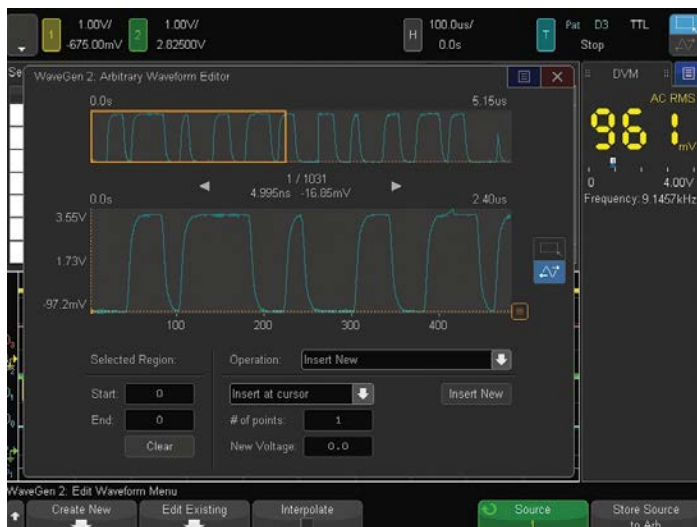 1 1.00V/ 2 1.00V/ H 100.0us/ T Pat D3 TTL
-675.00mV 2.82500V 0.0s Stop
WaveGen 2: Arbitrary Waveform Editor
DVM
0.0s 5.15us
AC RMS
961 mV
0 4.00V
Frequency: 9.1457kHz
1 / 1031
4.995ns -16.85mV
0.0s 2.40us
3.55V
1.73V
-97.2mV
100 200 300 400
Selected Region: Operation: Insert New
Start: 0 Insert at cursor Insert New
End: 0 # of points: 1
Clear New Voltage: 0.0
WaveGen 2: Edit Waveform Menu
Create New Edit Existing Interpolate Source Store Source
1 to Arb